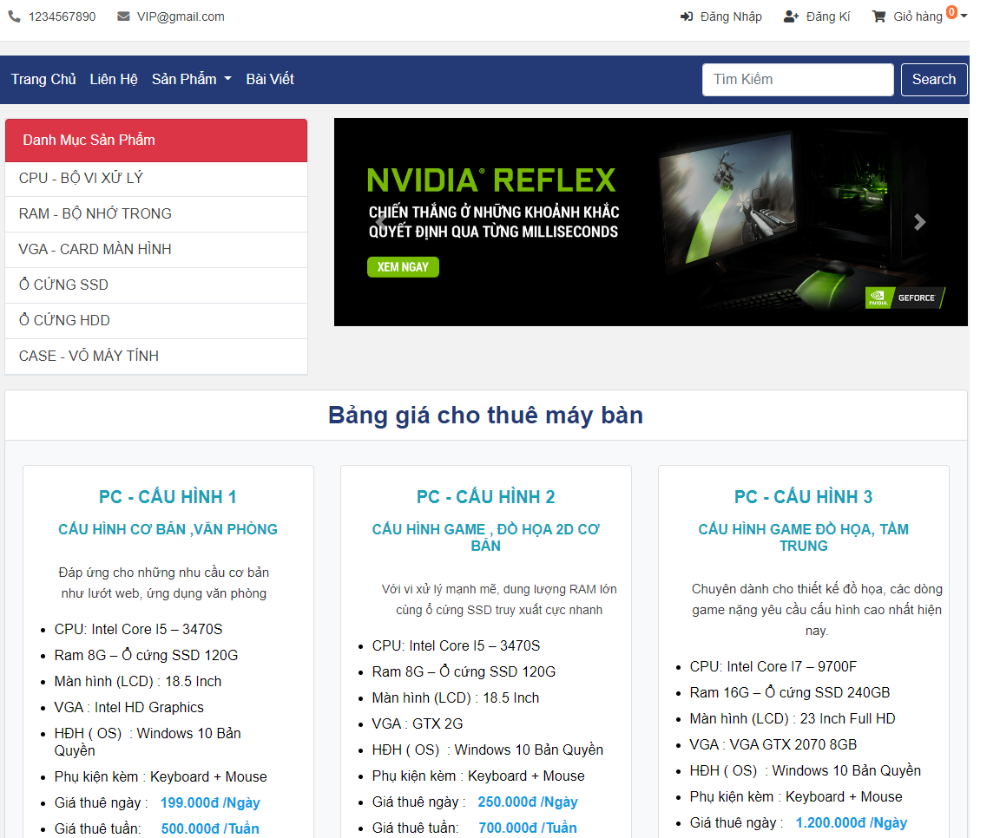 1234567890 VIP@gmail.com Đăng Nhập Đăng Kí Giỏ hàng 0
Trang Chủ Liên Hệ Sản Phẩm Bài Viết Tìm Kiếm Search
Danh Mục Sản Phẩm
CPU - BỘ VI XỬ LÝ
RAM - BỘ NHỚ TRONG
VGA - CARD MÀN HÌNH
Ổ CỨNG SSD
Ổ CỨNG HDD
CASE - VỎ MÁY TÍNH
NVIDIA® REFLEX
CHIẾN THẮNG Ở NHỮNG KHOẢNH KHẮC
QUYẾT ĐỊNH QUA TỪNG MILLISECONDS
XEM NGAY
NVIDIA. GEFORCE
Bảng giá cho thuê máy bàn
PC - CẤU HÌNH 1
CẤU HÌNH CƠ BẢN ,VĂN PHÒNG
Đáp ứng cho những nhu cầu cơ bản
như lướt web, ứng dụng văn phòng
CPU: Intel Core I5 – 3470S
Ram 8G – Ổ cứng SSD 120G
Màn hình (LCD) : 18.5 Inch
VGA : Intel HD Graphics
HĐH ( OS)  : Windows 10 Bản
Quyền
Phụ kiện kèm : Keyboard + Mouse
Giá thuê ngày : 199.000đ /Ngày
Giá thuê tuần: 500.000đ /Tuần
PC - CẤU HÌNH 2
CẤU HÌNH GAME , ĐỒ HỌA 2D CƠ
BẢN
Với vi xử lý mạnh mẽ, dung lượng RAM lớn
cùng ổ cứng SSD truy xuất cực nhanh
CPU: Intel Core I5 – 3470S
Ram 8G – Ổ cứng SSD 120G
Màn hình (LCD) : 18.5 Inch
VGA : GTX 2G
HĐH ( OS)  : Windows 10 Bản Quyền
Phụ kiện kèm : Keyboard + Mouse
Giá thuê ngày : 250.000đ /Ngày
Giá thuê tuần: 700.000đ /Tuần
PC - CẤU HÌNH 3
CẤU HÌNH GAME ĐỒ HỌA, TẦM
TRUNG
Chuyên dành cho thiết kế đồ họa, các dòng
game nặng yêu cầu cấu hình cao nhất hiện
nay.
CPU: Intel Core I7 – 9700F
Ram 16G – Ổ cứng SSD 240GB
Màn hình (LCD) : 23 Inch Full HD
VGA : VGA GTX 2070 8GB
HĐH ( OS)  : Windows 10 Bản Quyền
Phụ kiện kèm : Keyboard + Mouse
Giá thuê ngày : 1.200.000đ /Ngày